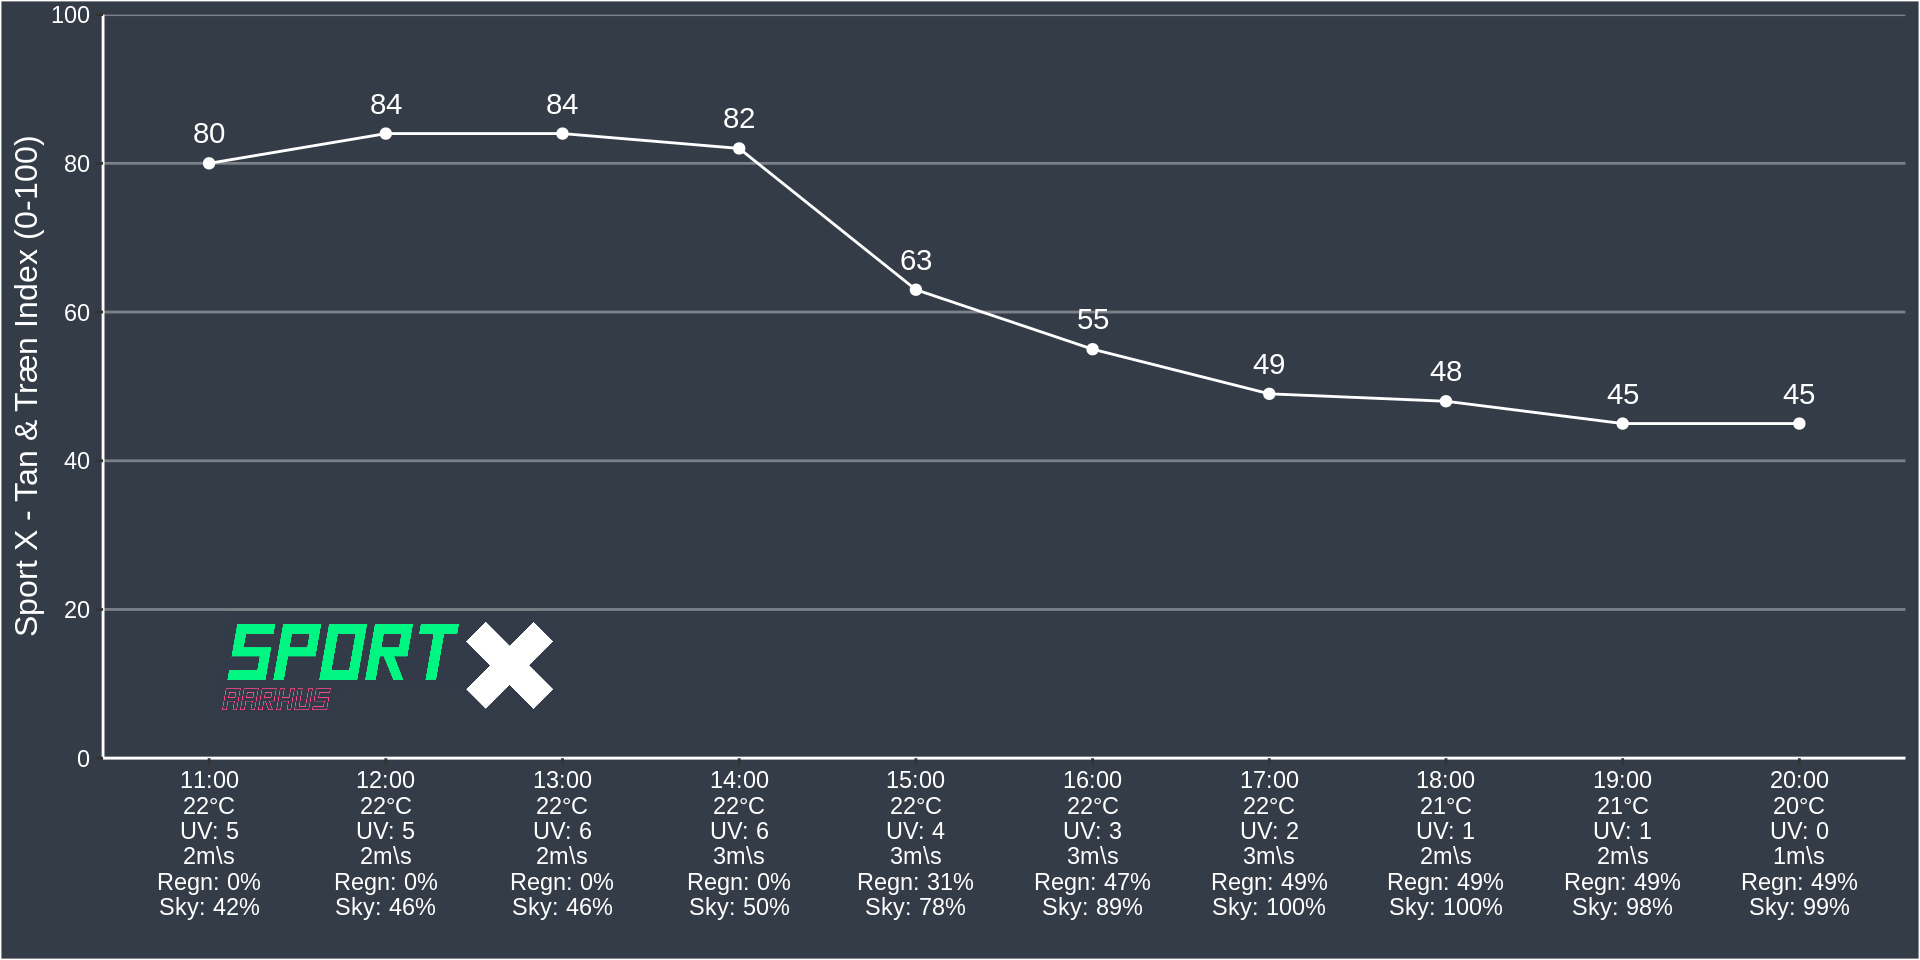 Sport X - Tan & Træn Index (0-100)
100
80
60
40
20
0
80
84
84
82
63
55
49
48
45
45
SPORT X
AARHUS
11:00 12:00 13:00 14:00 15:00 16:00 17:00 18:00 19:00 20:00
22°C 22°C 22°C 22°C 22°C 22°C 22°C 21°C 21°C 20°C
UV: 5 UV: 5 UV: 6 UV: 6 UV: 4 UV: 3 UV: 2 UV: 1 UV: 1 UV: 0
2m\s 2m\s 2m\s 3m\s 3m\s 3m\s 3m\s 2m\s 2m\s 1m\s
Regn: 0% Regn: 0% Regn: 0% Regn: 0% Regn: 31% Regn: 47% Regn: 49% Regn: 49% Regn: 49% Regn: 49%
Sky: 42% Sky: 46% Sky: 46% Sky: 50% Sky: 78% Sky: 89% Sky: 100% Sky: 100% Sky: 98% Sky: 99%